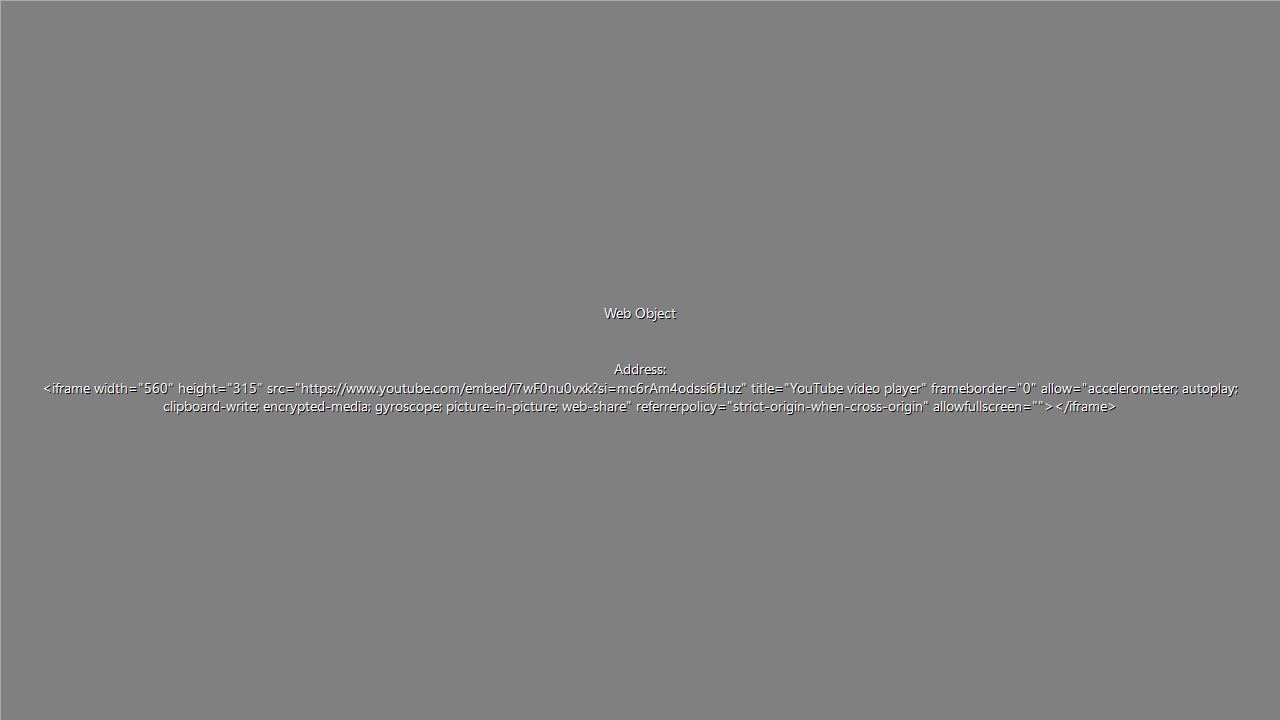 Web Object
Address:
<iframe width="560" height="315" src="https://www.youtube.com/embed/i7wF0nu0vxk?si=mc6rAm4odssi6Huz" title="YouTube video player" frameborder="0" allow="accelerometer; autoplay;
clipboard-write; encrypted-media; gyroscope; picture-in-picture; web-share" referrerpolicy="strict-origin-when-cross-origin" allowfullscreen=""></iframe>